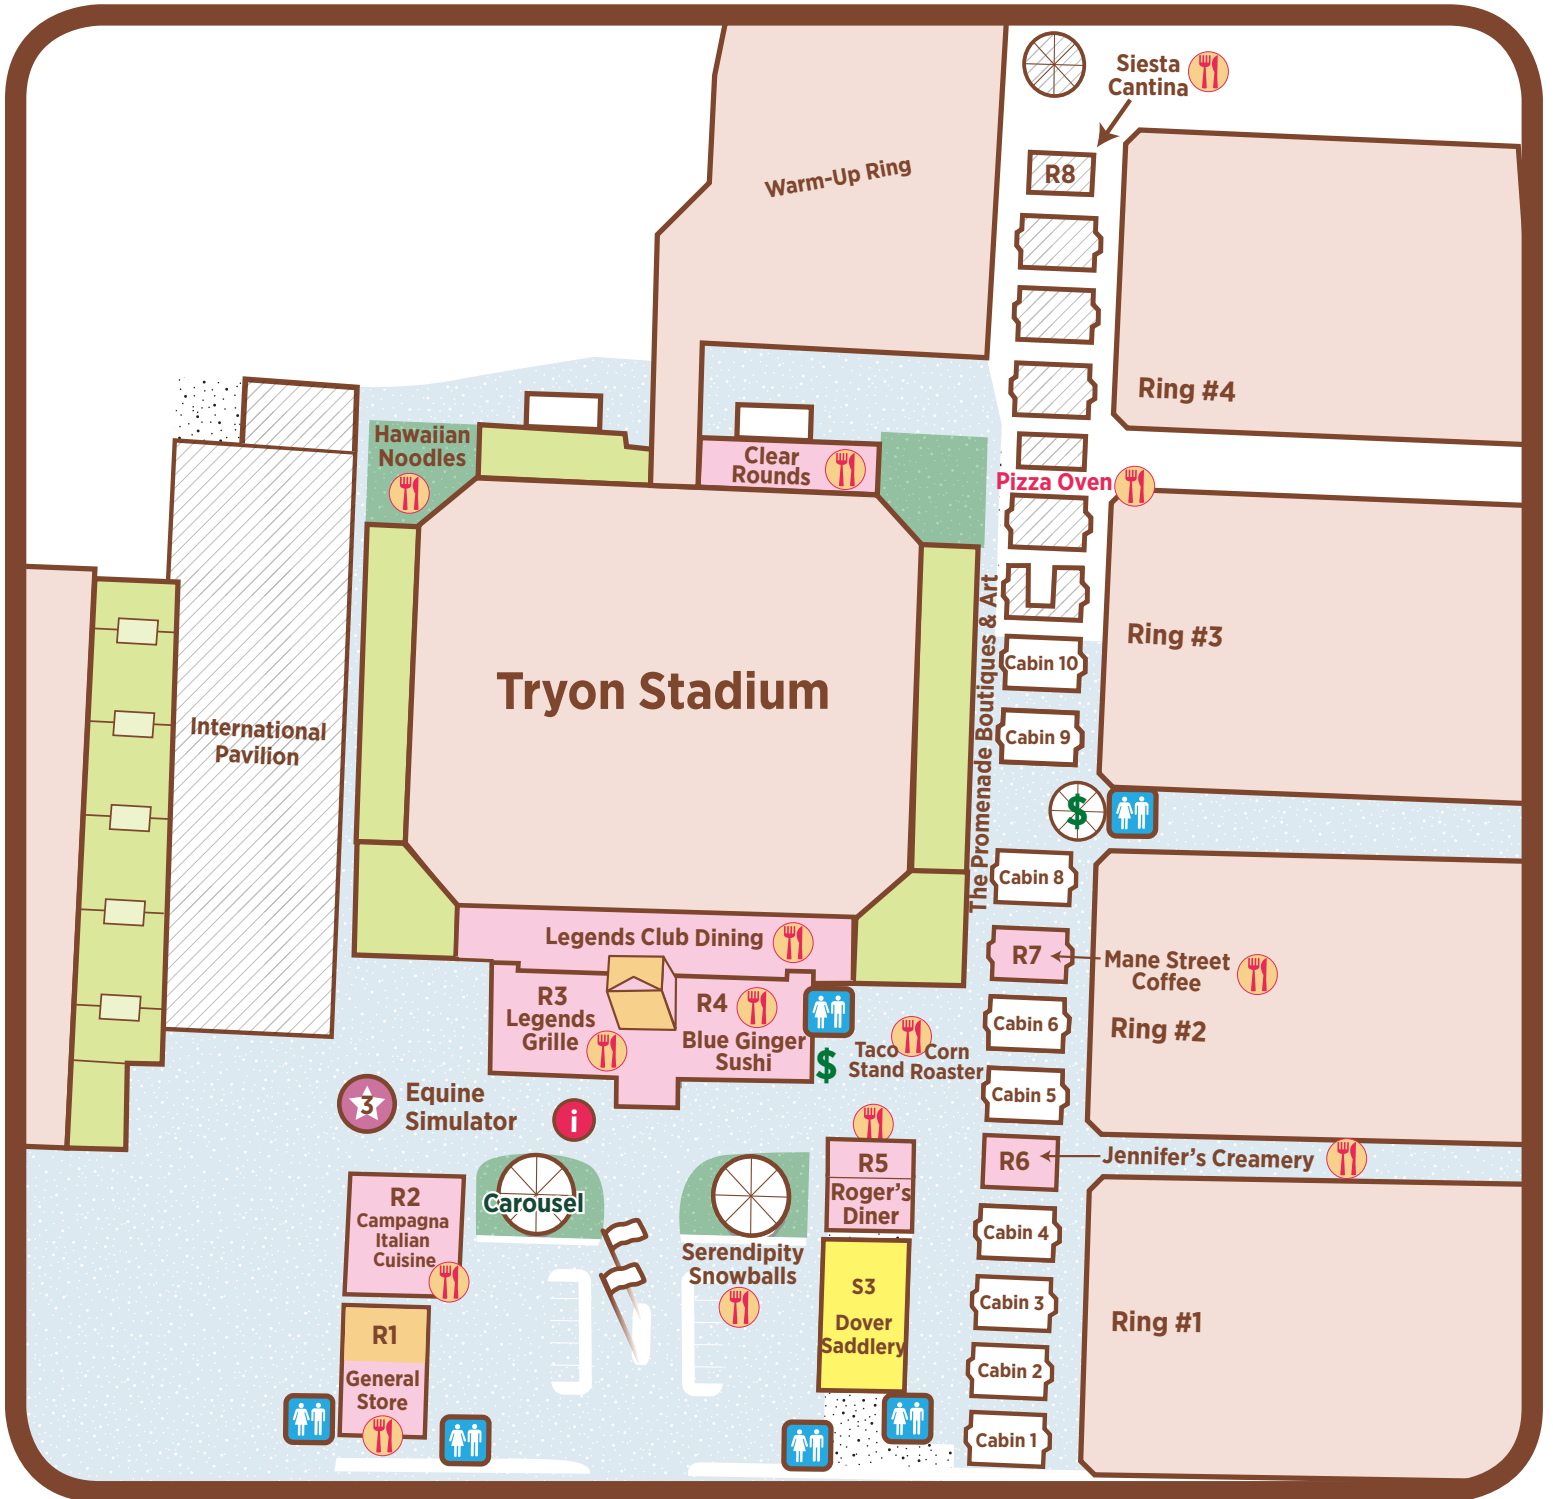 Siesta
Cantina
R8
Warm-Up Ring
Ring #4
Hawaiian
Noodles
Clear
Rounds
Pizza Oven
Ring #3
The Promenade Boutiques & Art
Cabin 10
Tryon Stadium
Cabin 9
International
Pavilion
$
Cabin 8
Legends Club Dining
R7
Mane Street
Coffee
R3
Legends
Grille
R4
Blue Ginger
Sushi
Cabin 6
Ring #2
$
Taco
Stand
Corn
Roaster
Cabin 5
3
Equine
Simulator
i
R6
Jennifer's Creamery
R5
Roger's
Diner
R2
Campagna
Italian
Cuisine
Carousel
Cabin 4
Serendipity
Snowballs
S3
Dover
Saddlery
Cabin 3
Ring #1
R1
General
Store
Cabin 2
Cabin 1